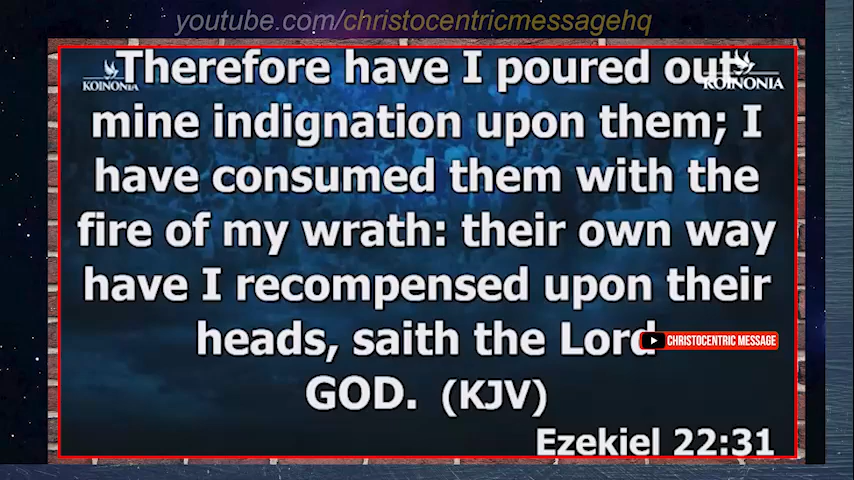 youtube.com/christocentricmessagehq
Therefore have I poured out
KOINONIA
KOINONIA
mine indignation upon them; I
have consumed them with the
fire of my wrath: their own way
have I recompensed upon their
heads, saith the Lord
CHRISTOCENTRIC MESSAGE
GOD. (KJV)
Ezekiel 22:31